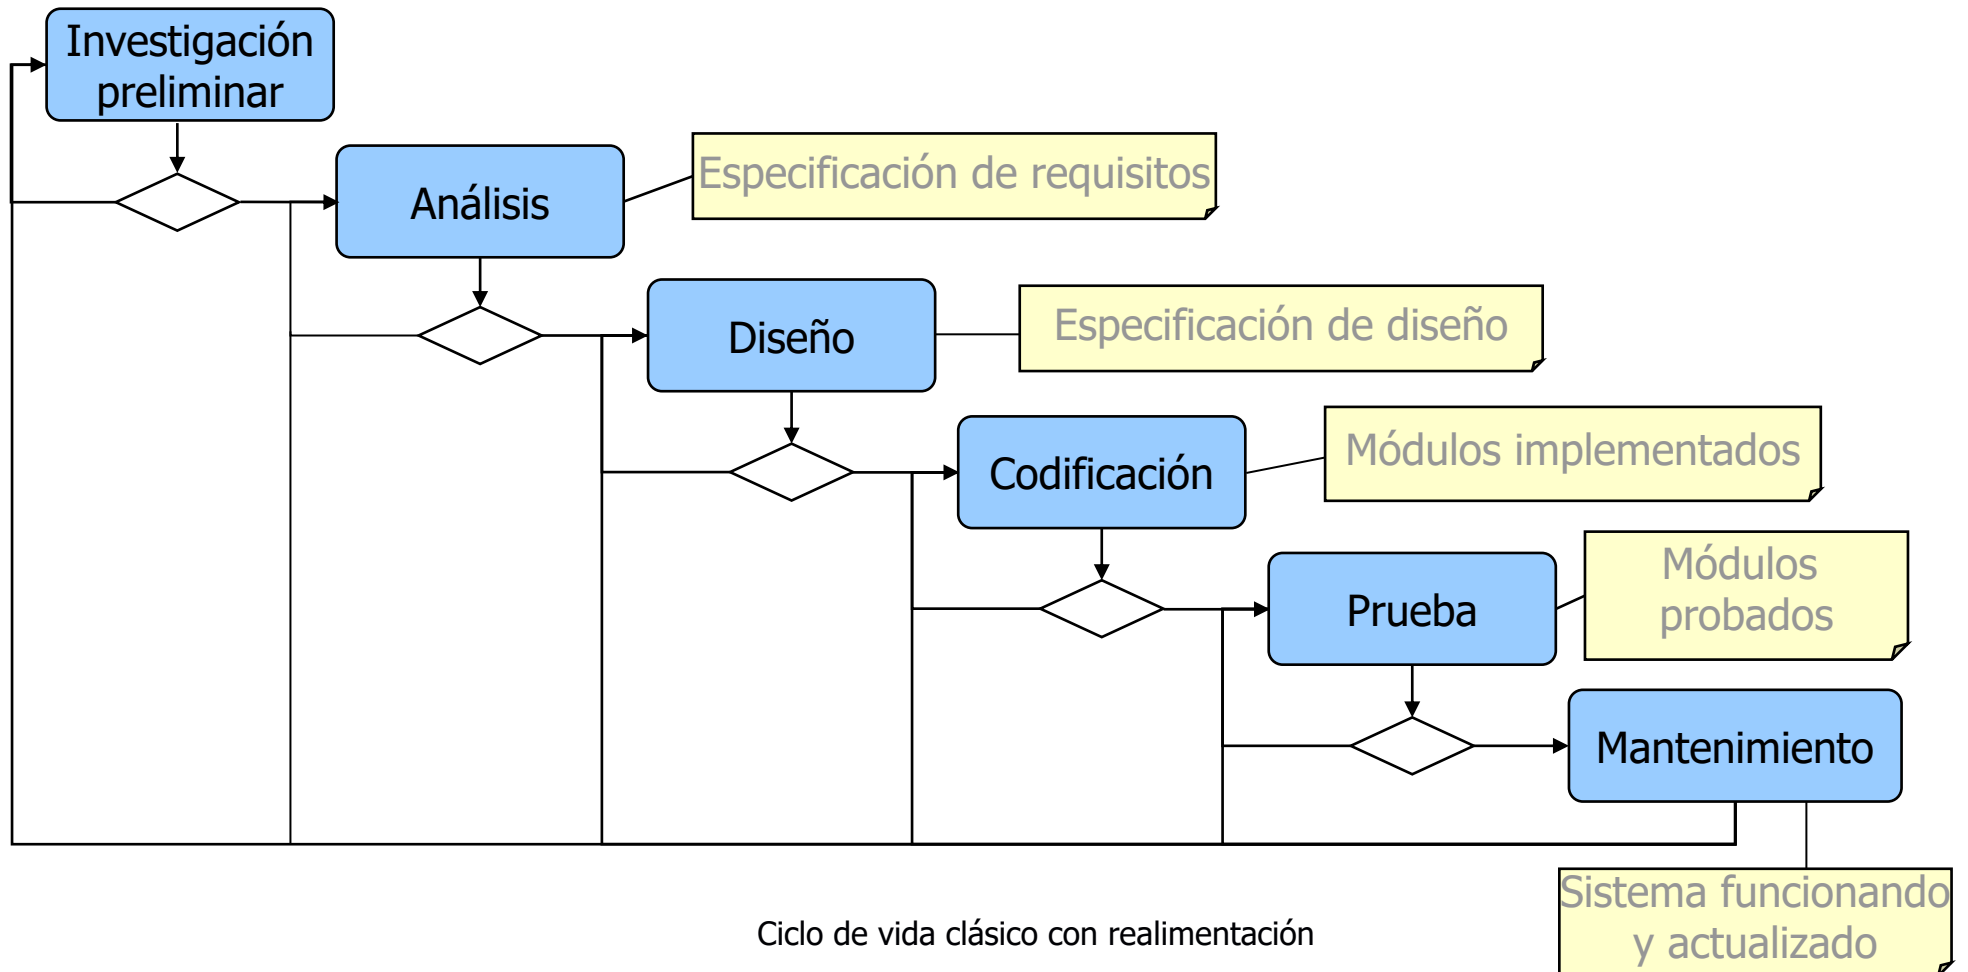 Investigación
preliminar
Análisis
Especificación de requisitos
Diseño
Especificación de diseño
Codificación
Módulos implementados
Prueba
Módulos
probados
Mantenimiento
Sistema funcionando
y actualizado
Ciclo de vida clásico con realimentación